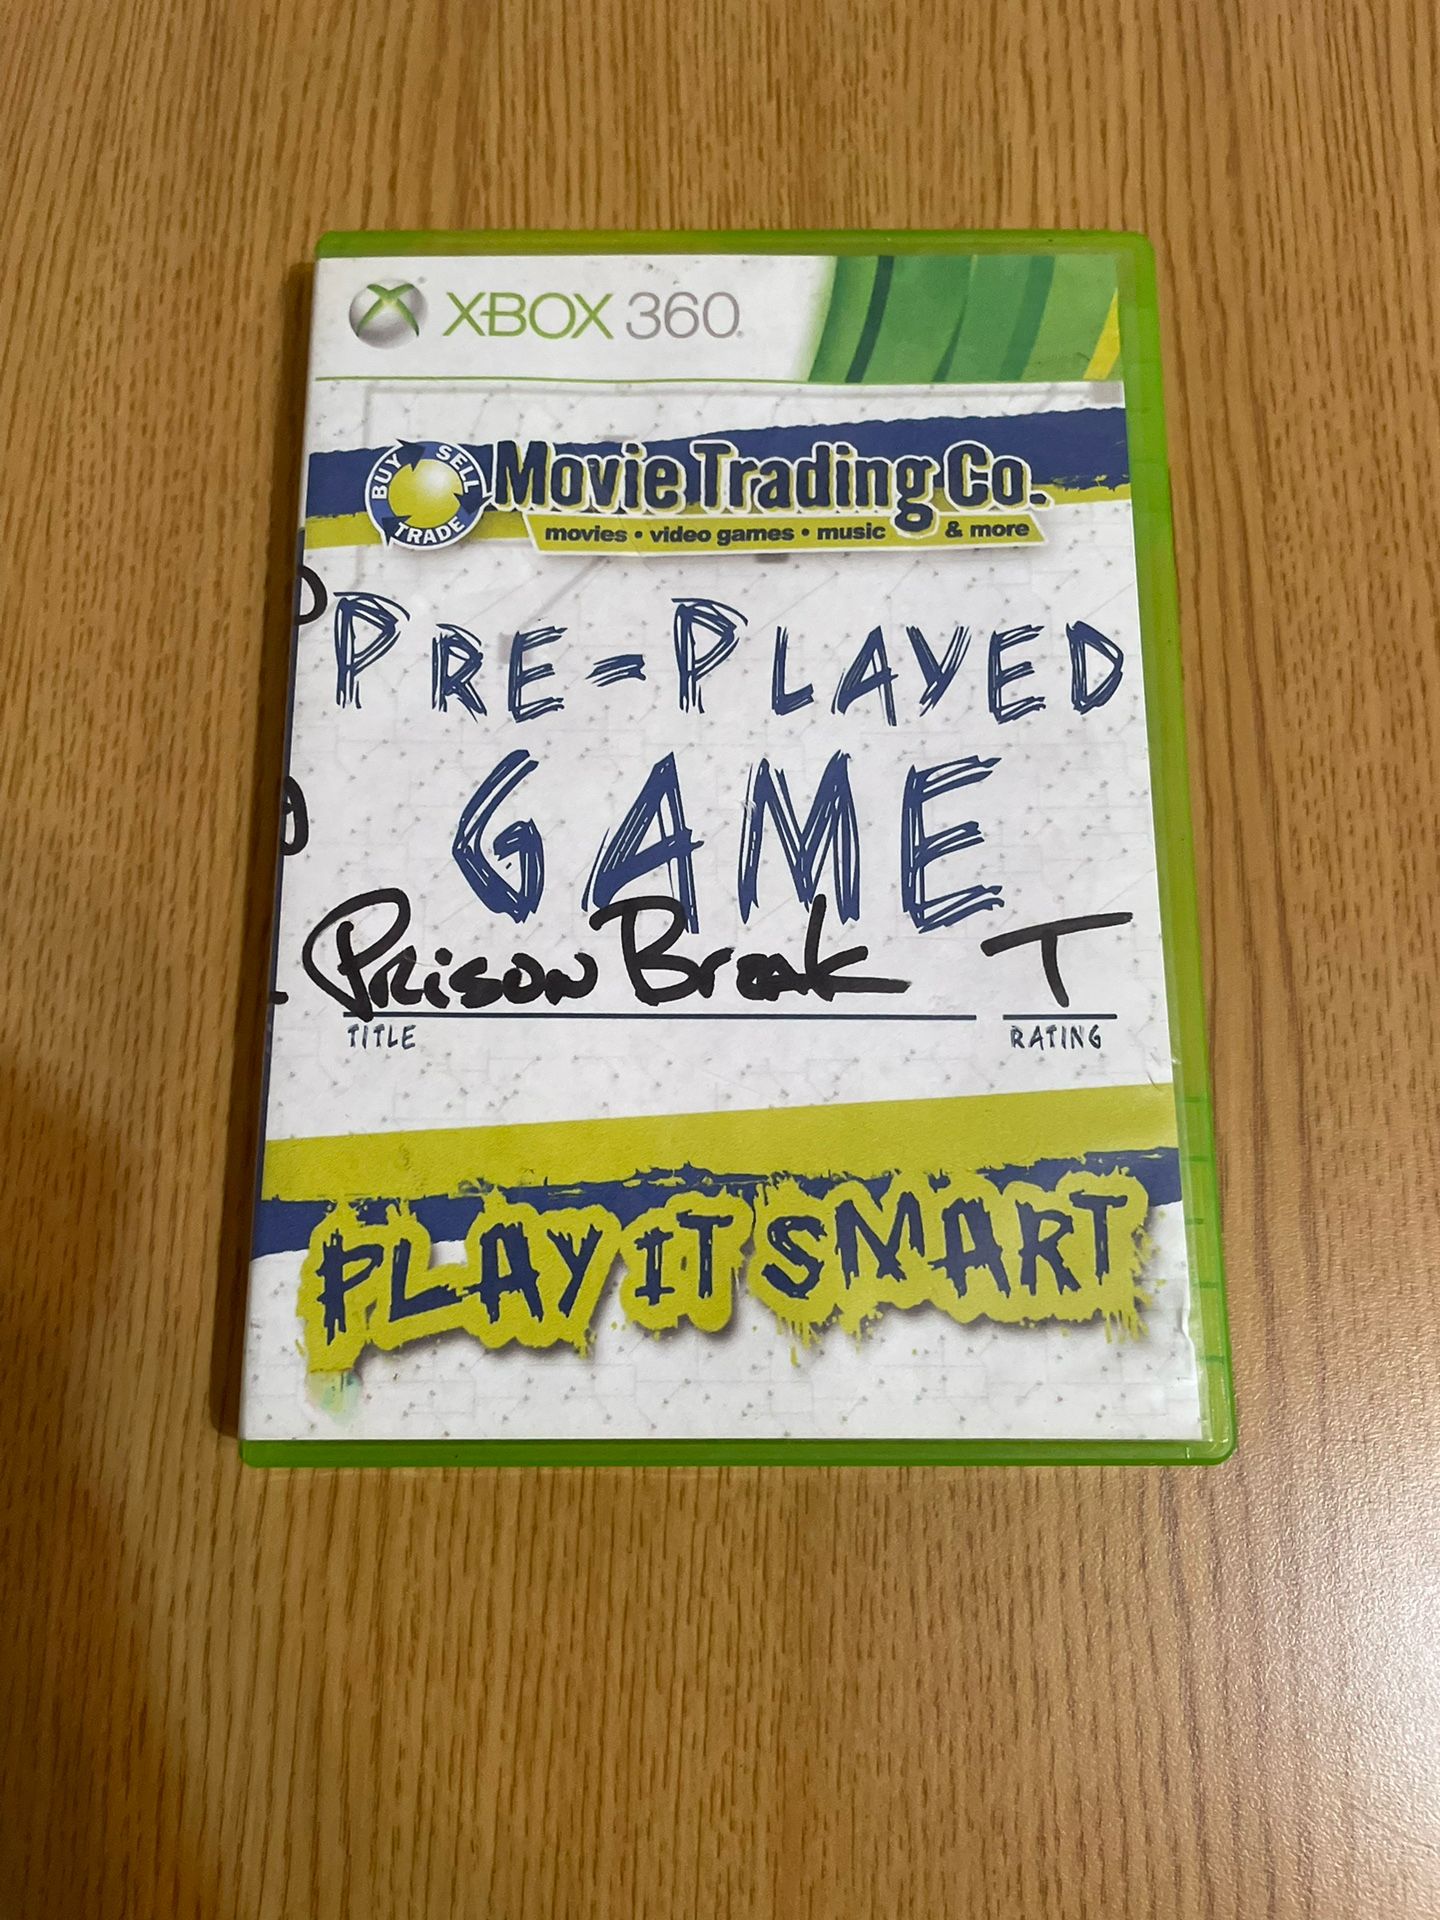 XBOX 360
BUY SELL TRADE
Movie Trading Co.
movies • video games • music & more
PRE-PLAYED
GAME
Prison Break T
TITLE RATING
PLAY IT SMART